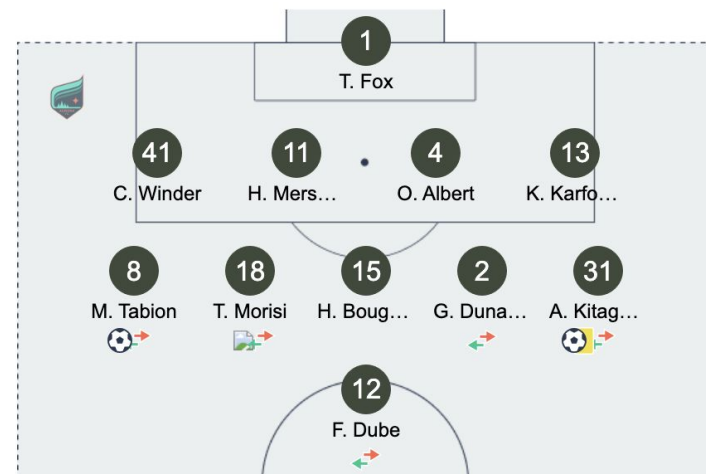 1
T. Fox
41 11 4 13
C. Winder H. Mers… O. Albert K. Karfo…
8 18 15 2 31
M. Tabion T. Morisi H. Boug… G. Duna… A. Kitag…
12
F. Dube